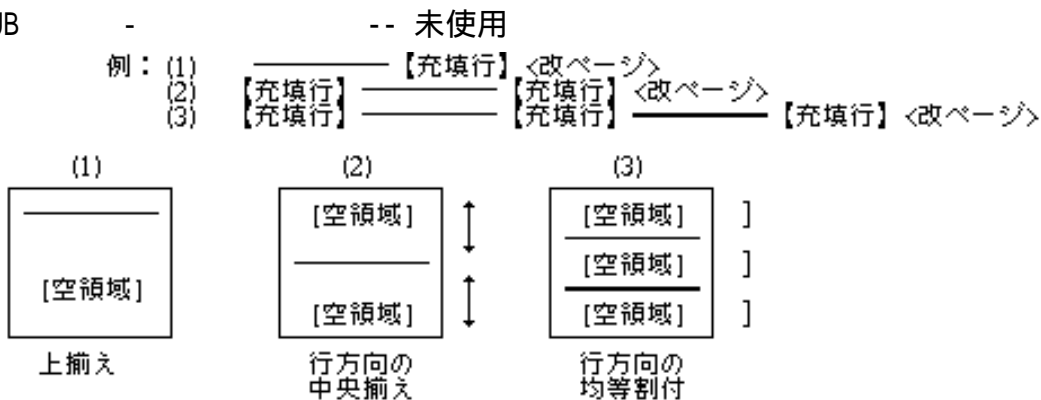 UB - -- 未使用
例：(1) 【充填行】<改ページ>
(2) 【充填行】 【充填行】<改ページ>
(3) 【充填行】 【充填行】 【充填行】<改ページ>
(1) (2) (3)
[空領域] [空領域] ]
[空領域] ]
[空領域] [空領域] [空領域] ]
上揃え 行方向の 行方向の
中央揃え 均等割付